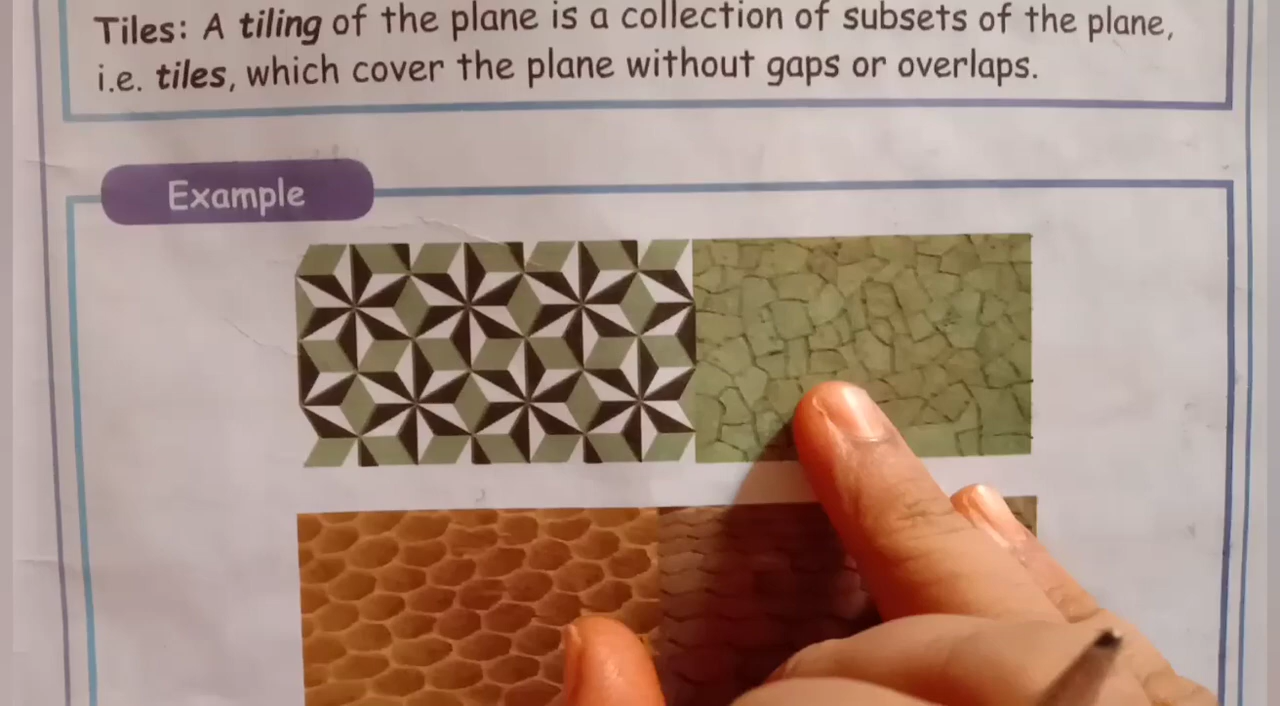 Tiles: A tiling of the plane is a collection of subsets of the plane,
i.e. tiles, which cover the plane without gaps or overlaps.
Example